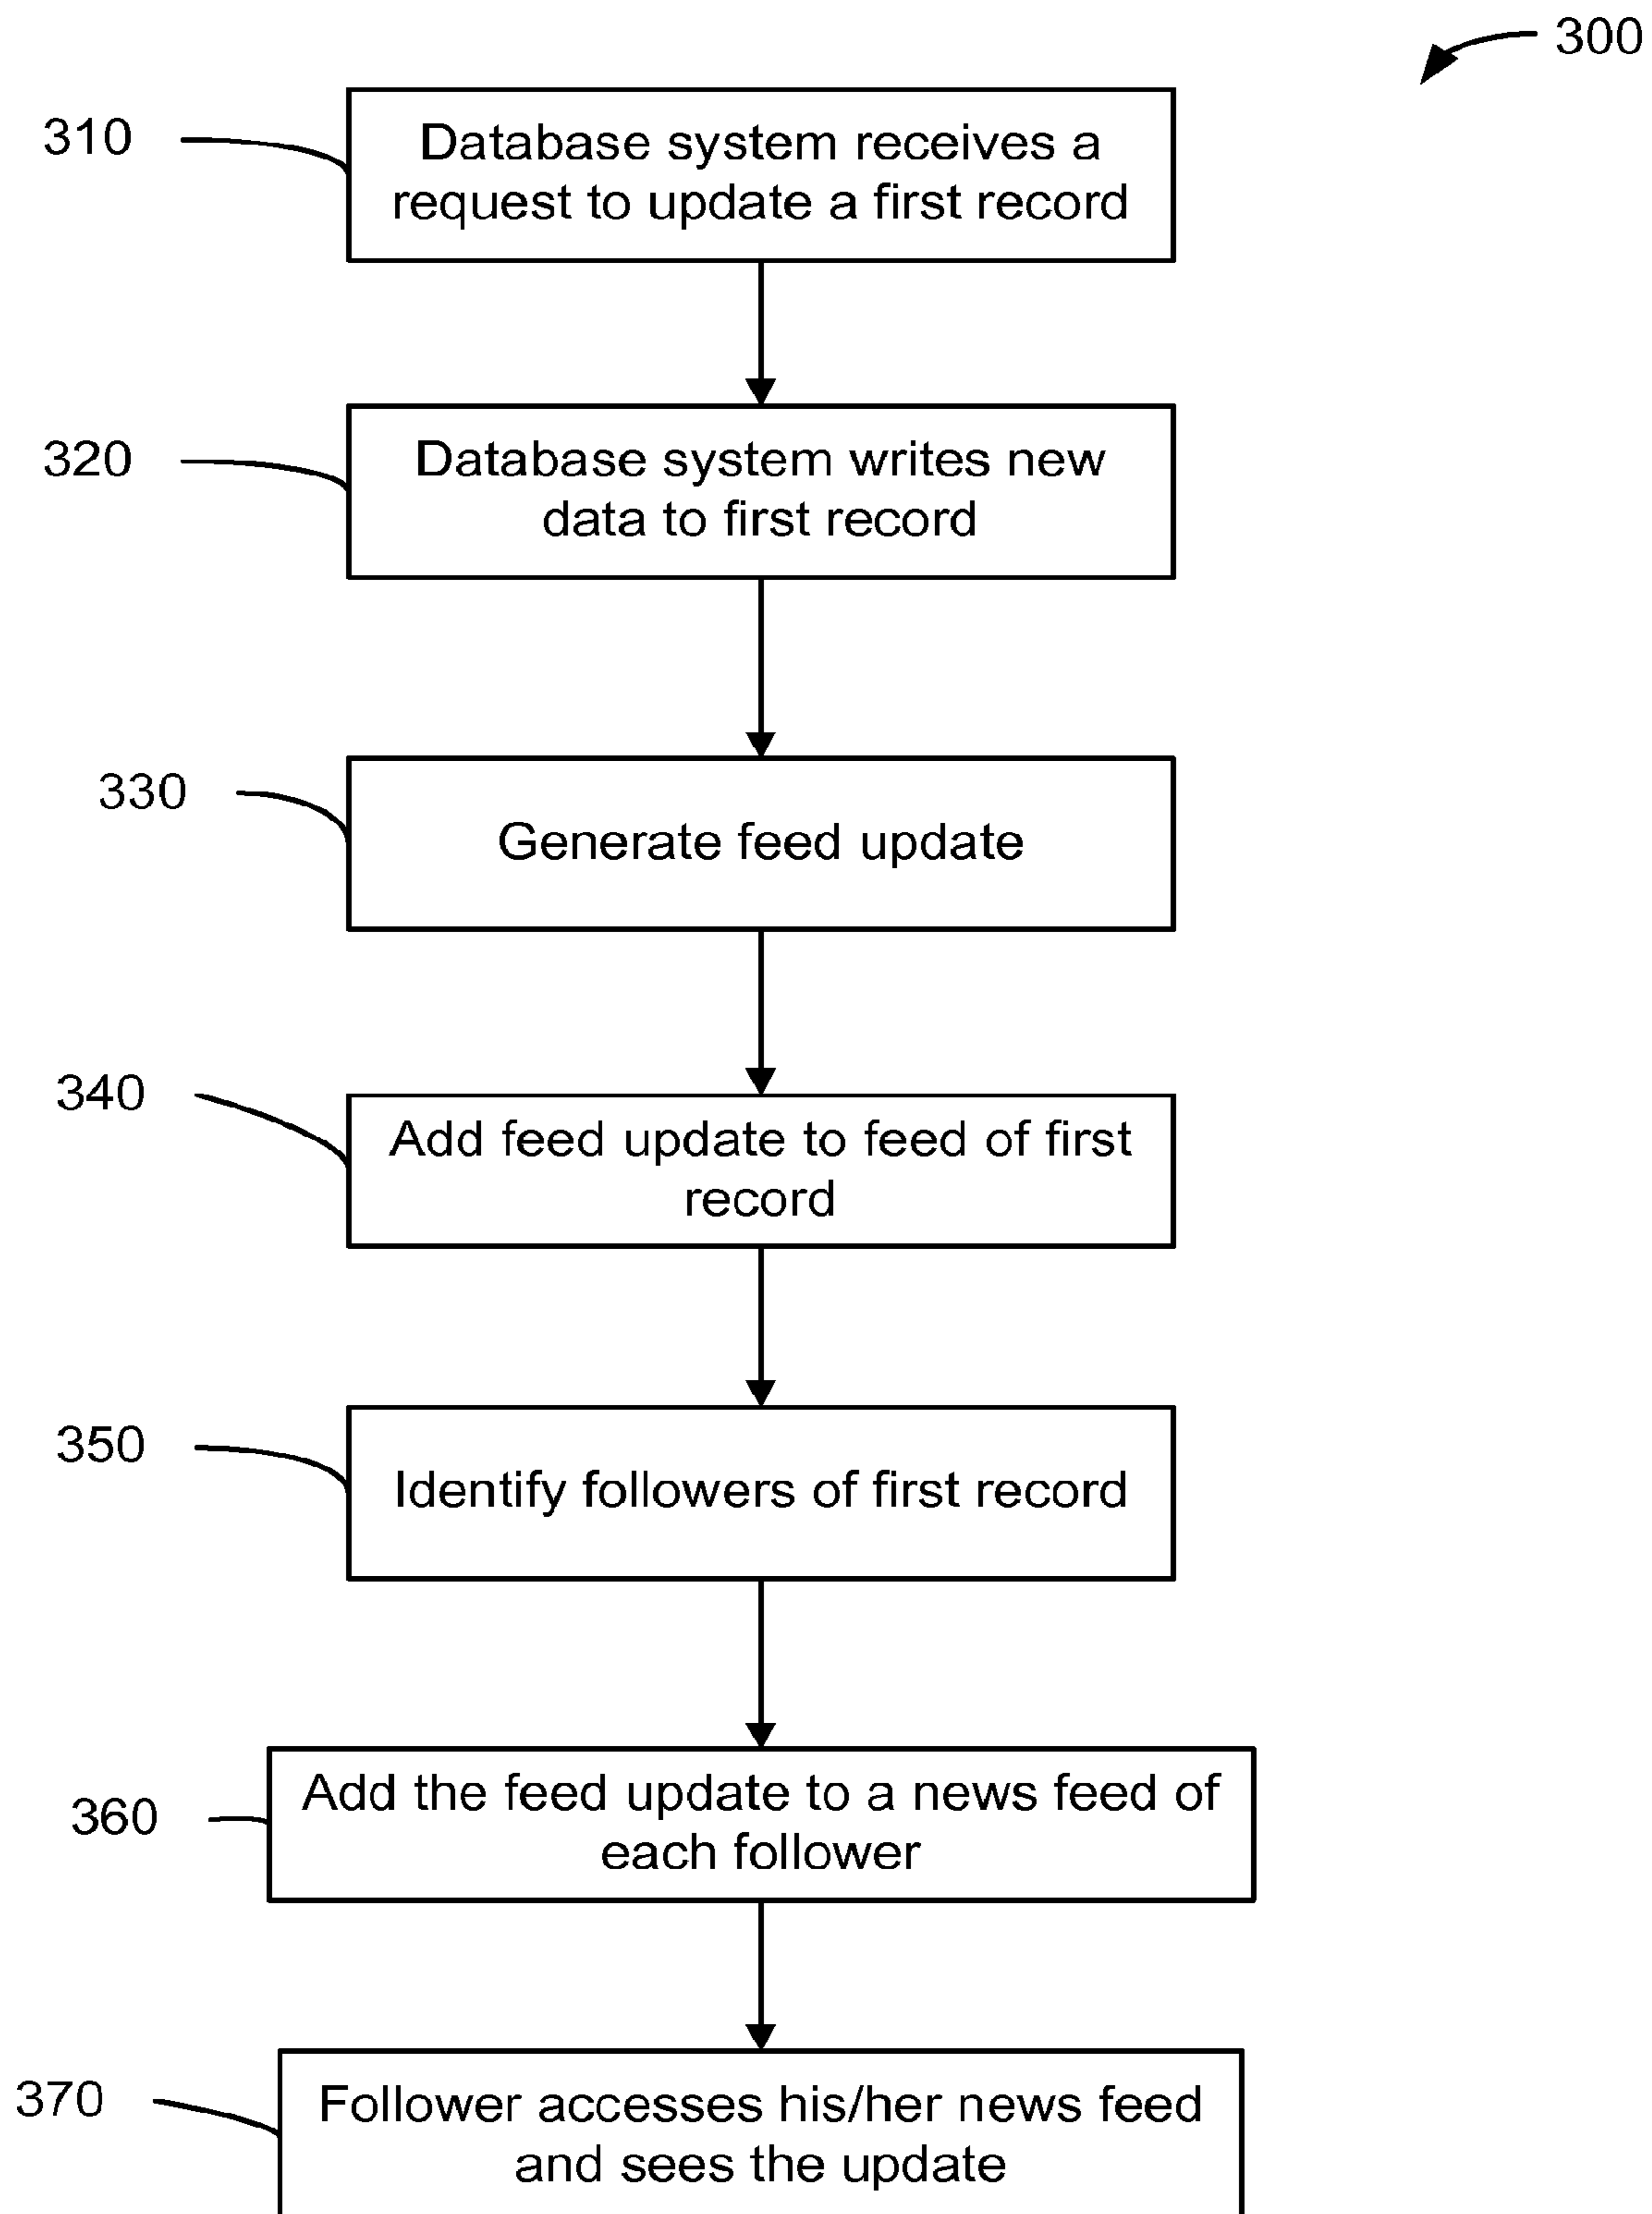 300
310
Database system receives a
request to update a first record
320
Database system writes new
data to first record
330
Generate feed update
340
Add feed update to feed of first
record
350
Identify followers of first record
360
Add the feed update to a news feed of
each follower
370
Follower accesses his/her news feed
and sees the update